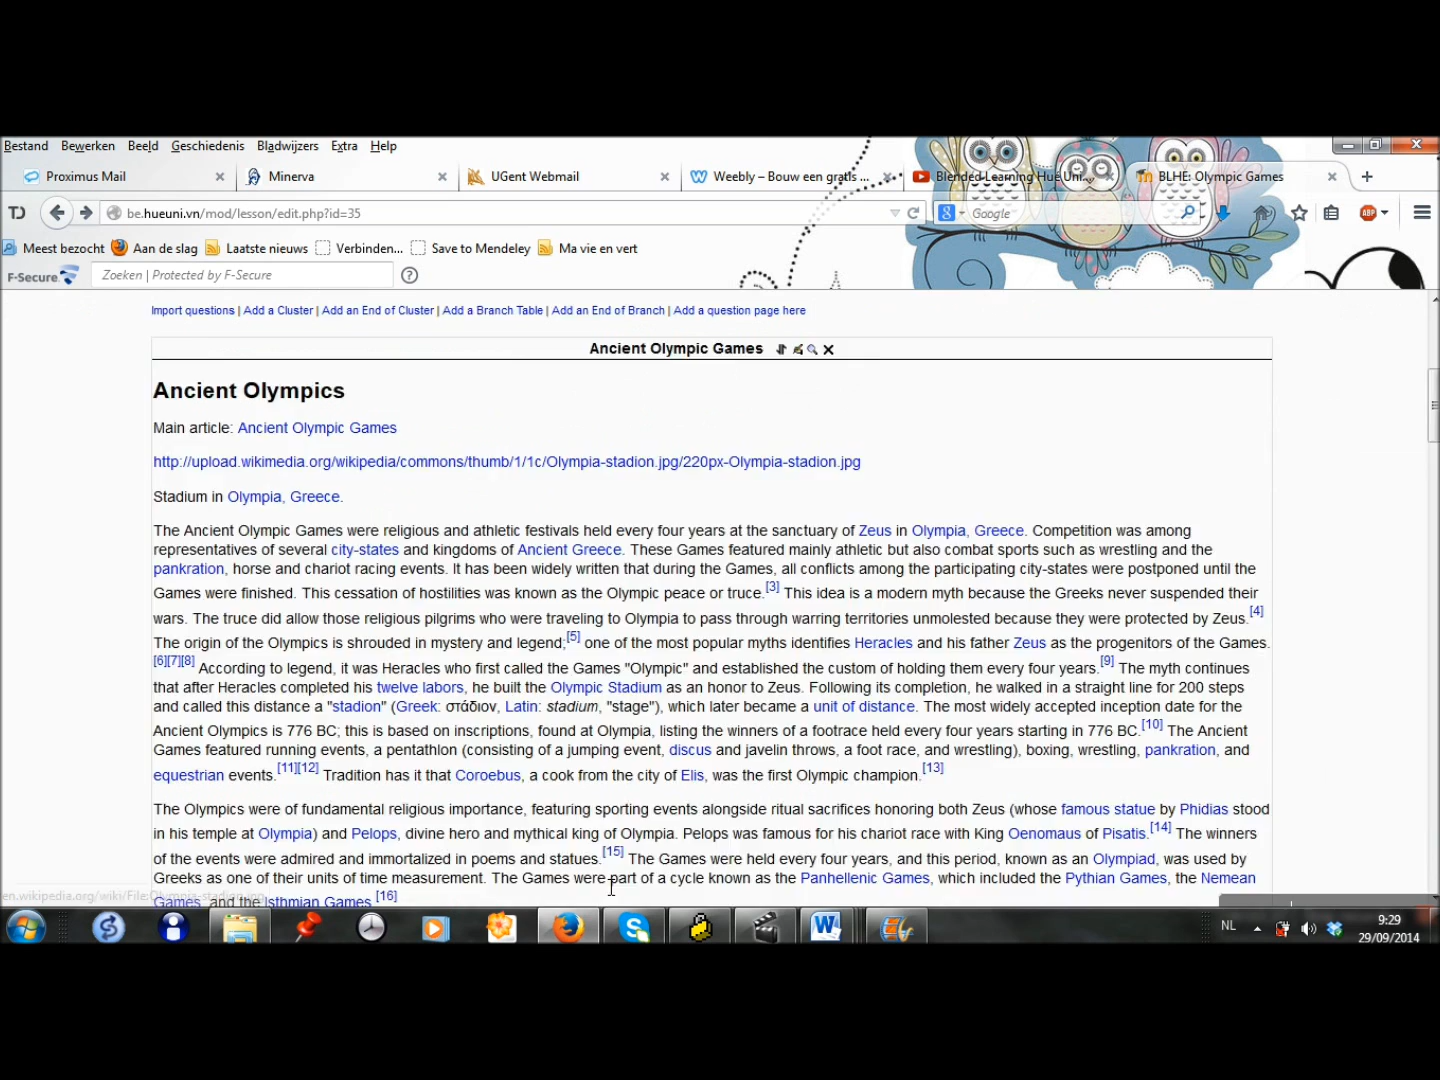 Bestand Bewerken Beeld Geschiedenis Bladwijzers Extra Help
Proximus Mail Minerva UGent Webmail Weebly – Bouw een gratis ... Blended Learning Hue Uni... BLHE: Olympic Games
be.hueuni.vn/mod/lesson/edit.php?id=35 Google ABP
Meest bezocht Aan de slag Laatste nieuws Verbinden... Save to Mendeley Ma vie en vert
F-Secure Zoeken | Protected by F-Secure ?
Import questions | Add a Cluster | Add an End of Cluster | Add a Branch Table | Add an End of Branch | Add a question page here
Ancient Olympic Games
Ancient Olympics
Main article: Ancient Olympic Games
http://upload.wikimedia.org/wikipedia/commons/thumb/1/1c/Olympia-stadion.jpg/220px-Olympia-stadion.jpg
Stadium in Olympia, Greece.
The Ancient Olympic Games were religious and athletic festivals held every four years at the sanctuary of Zeus in Olympia, Greece. Competition was among
representatives of several city-states and kingdoms of Ancient Greece. These Games featured mainly athletic but also combat sports such as wrestling and the
pankration, horse and chariot racing events. It has been widely written that during the Games, all conflicts among the participating city-states were postponed until the
Games were finished. This cessation of hostilities was known as the Olympic peace or truce.[3] This idea is a modern myth because the Greeks never suspended their
wars. The truce did allow those religious pilgrims who were traveling to Olympia to pass through warring territories unmolested because they were protected by Zeus.[4]
The origin of the Olympics is shrouded in mystery and legend;[5] one of the most popular myths identifies Heracles and his father Zeus as the progenitors of the Games.
[6][7][8] According to legend, it was Heracles who first called the Games "Olympic" and established the custom of holding them every four years.[9] The myth continues
that after Heracles completed his twelve labors, he built the Olympic Stadium as an honor to Zeus. Following its completion, he walked in a straight line for 200 steps
and called this distance a "stadion" (Greek: στάδιον, Latin: stadium, "stage"), which later became a unit of distance. The most widely accepted inception date for the
Ancient Olympics is 776 BC; this is based on inscriptions, found at Olympia, listing the winners of a footrace held every four years starting in 776 BC.[10] The Ancient
Games featured running events, a pentathlon (consisting of a jumping event, discus and javelin throws, a foot race, and wrestling), boxing, wrestling, pankration, and
equestrian events.[11][12] Tradition has it that Coroebus, a cook from the city of Elis, was the first Olympic champion.[13]
The Olympics were of fundamental religious importance, featuring sporting events alongside ritual sacrifices honoring both Zeus (whose famous statue by Phidias stood
in his temple at Olympia) and Pelops, divine hero and mythical king of Olympia. Pelops was famous for his chariot race with King Oenomaus of Pisatis.[14] The winners
of the events were admired and immortalized in poems and statues.[15] The Games were held every four years, and this period, known as an Olympiad, was used by
Greeks as one of their units of time measurement. The Games were part of a cycle known as the Panhellenic Games, which included the Pythian Games, the Nemean
en.wikipedia.org/wiki/File:Olympia-stadion.jpg
Games, and the Isthmian Games.[16]
NL 9:29
29/09/2014